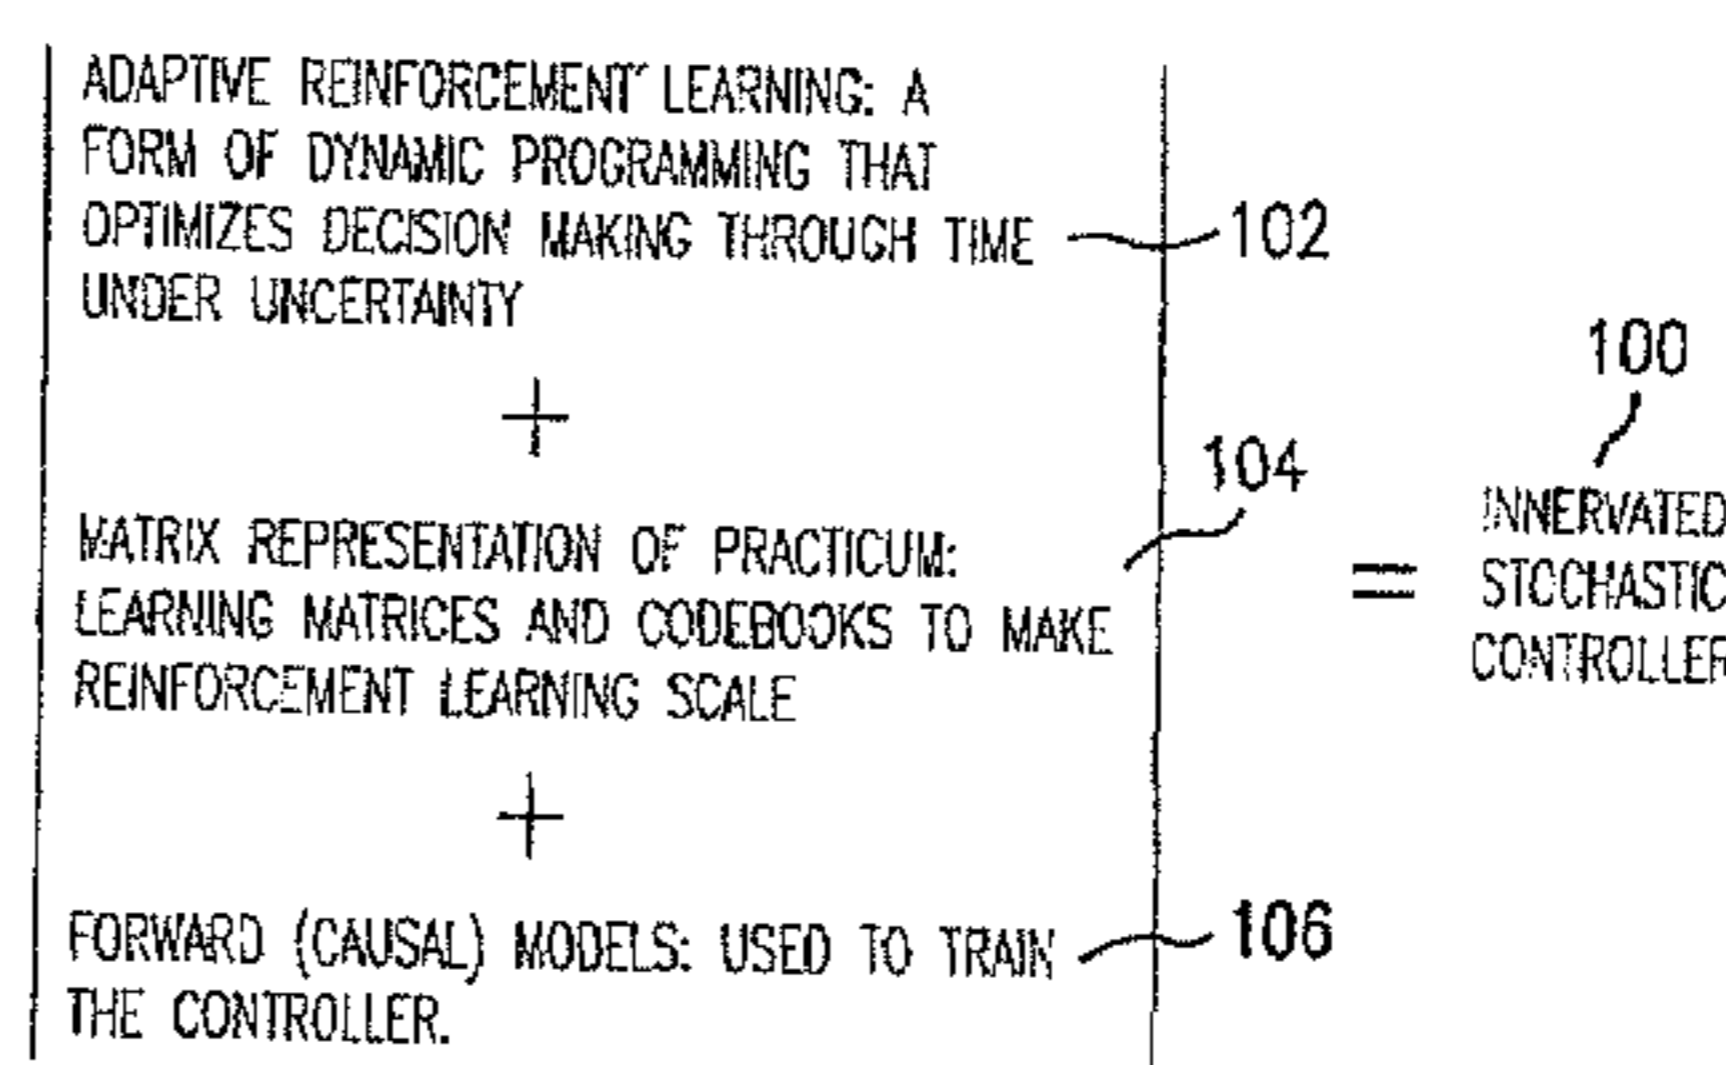 ADAPTIVE REINFORCEMENT LEARNING: A
FORM OF DYNAMIC PROGRAMMING THAT
OPTIMIZES DECISION MAKING THROUGH TIME
UNDER UNCERTAINTY
102
+
MATRIX REPRESENTATION OF PRACTICUM:
LEARNING MATRICES AND CODEBOOKS TO MAKE
REINFORCEMENT LEARNING SCALE
104
+
FORWARD (CAUSAL) MODELS: USED TO TRAIN
THE CONTROLLER.
106
=
100
INNERVATED
STOCHASTIC
CONTROLLER